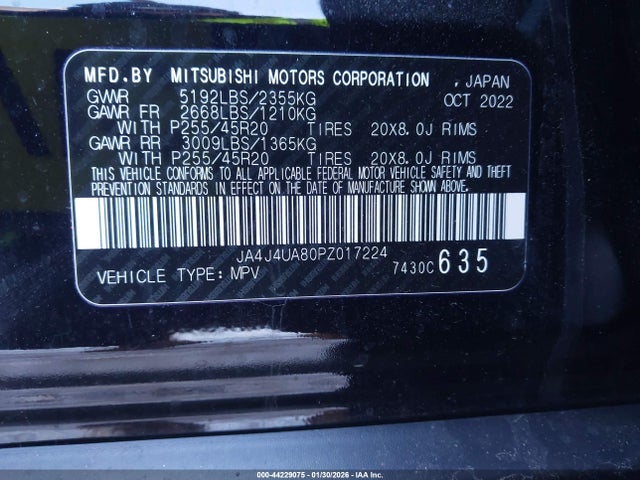 MFD.BY MITSUBISHI MOTORS CORPORATION , JAPAN
GVWR 5192LBS/2355KG OCT 2022
GAWR FR 2668LBS/1210KG
WITH P255/45R20 TIRES 20X8.0J RIMS
GAWR RR 3009LBS/1365KG
WITH P255/45R20 TIRES 20X8.0J RIMS
THIS VEHICLE CONFORMS TO ALL APPLICABLE FEDERAL MOTOR VEHICLE SAFETY AND THEFT
PREVENTION STANDARDS IN EFFECT ON THE DATE OF MANUFACTURE SHOWN ABOVE.
JA4J4UA80PZ017224
VEHICLE TYPE: MPV 7430C 635
000-44229075 - 01/30/2026 - IAA Inc.